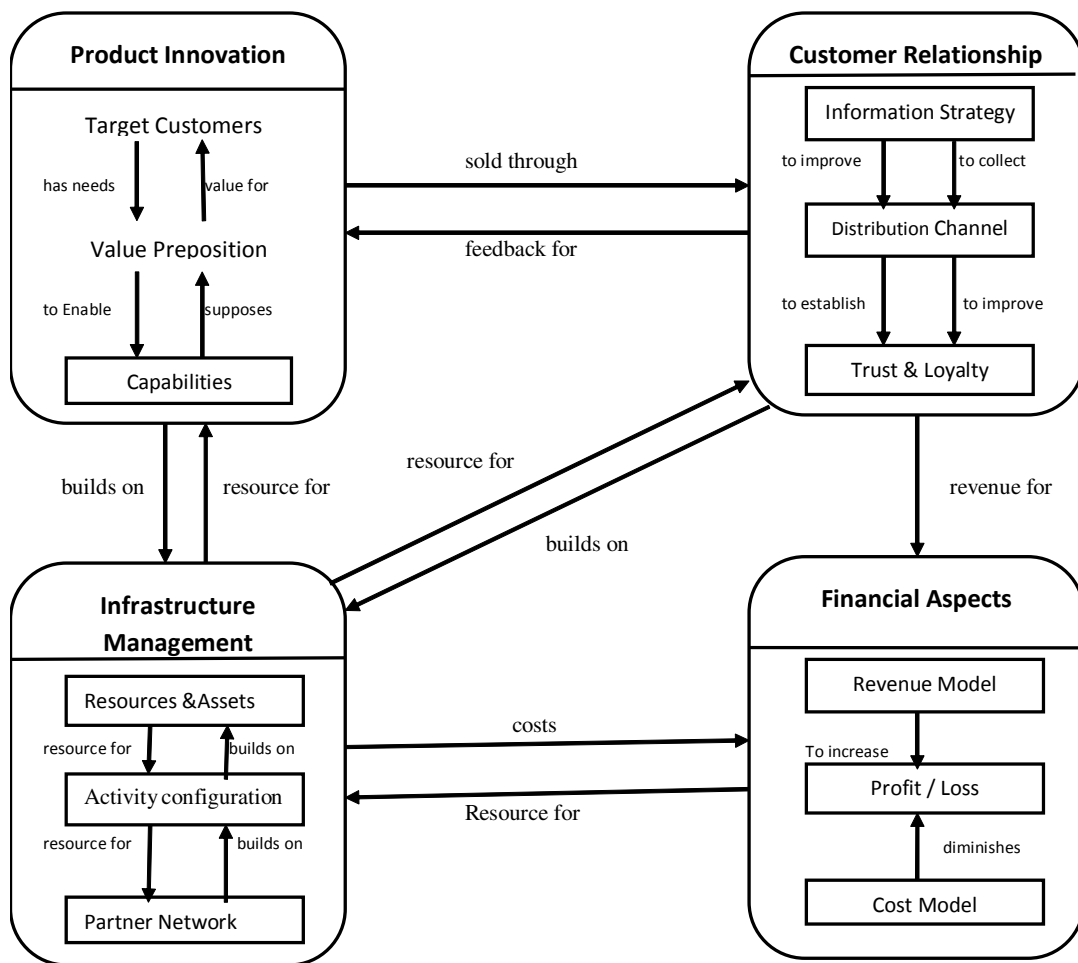 Product Innovation
Target Customers
has needs
value for
Value Preposition
to Enable
supposes
Capabilities
sold through
feedback for
Customer Relationship
Information Strategy
to improve
to collect
Distribution Channel
to establish
to improve
Trust & Loyalty
builds on
resource for
resource for
builds on
revenue for
Infrastructure
Management
Resources &Assets
resource for
builds on
Activity configuration
resource for
builds on
Partner Network
costs
Resource for
Financial Aspects
Revenue Model
To increase
Profit / Loss
diminishes
Cost Model